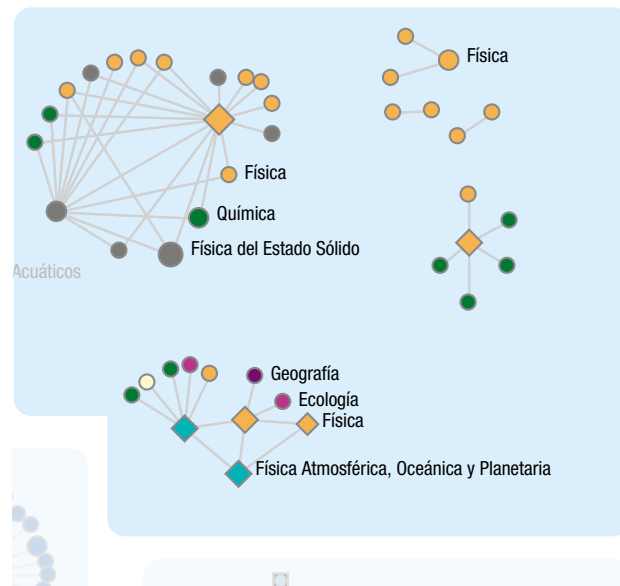 Física
Física
Química
Física del Estado Sólido
Acuáticos
Geografía
Ecología
Física
Física Atmosférica, Oceánica y Planetaria